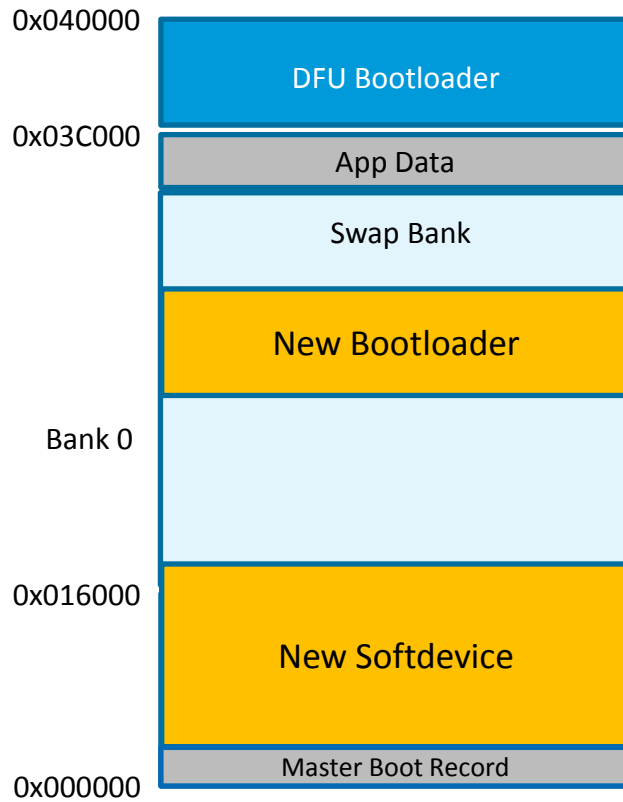 0x040000
DFU Bootloader
0x03C000
App Data
Swap Bank
New Bootloader
Bank 0
0x016000
New Softdevice
Master Boot Record
0x000000